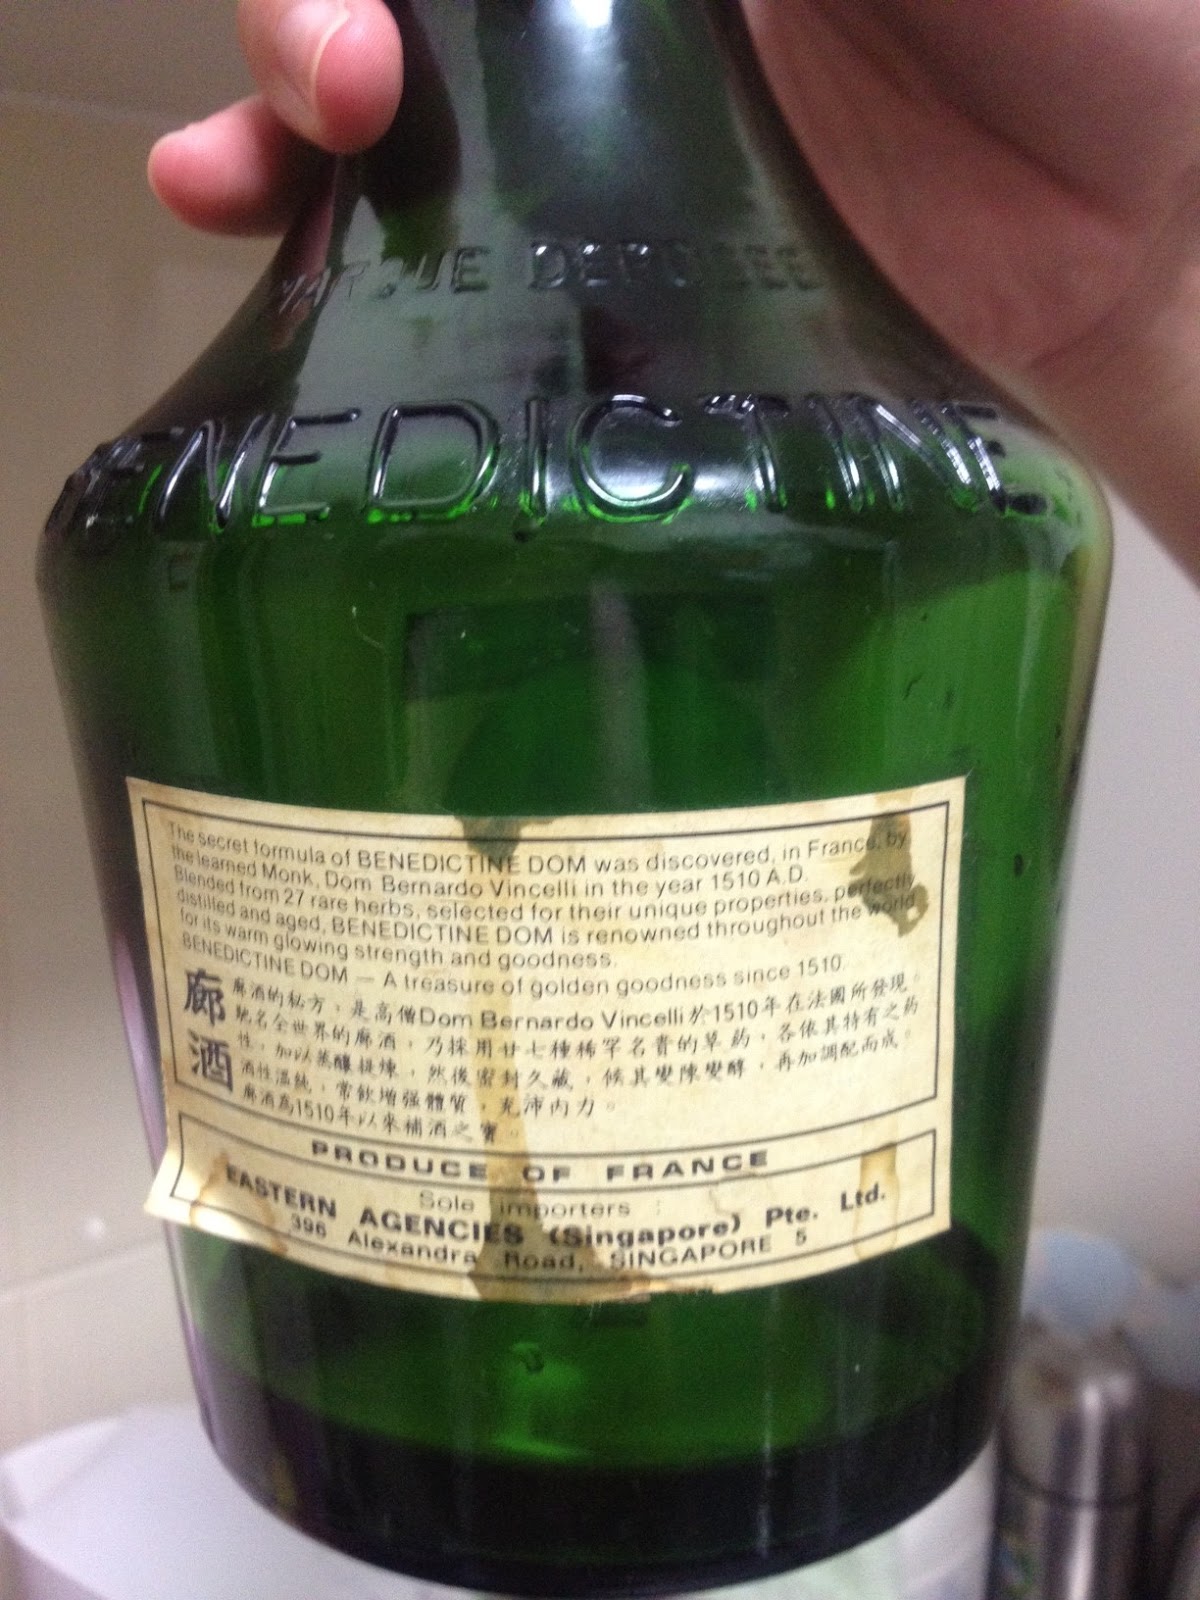 MARQUE DEPOSEE
BENEDICTINE
The secret formula of BENEDICTINE DOM was discovered, in France, by
the learned Monk, Dom Bernardo Vincelli in the year 1510 A.D.
Blended from 27 rare herbs, selected for their unique properties, perfectly
distilled and aged, BENEDICTINE DOM is renowned throughout the world
for its warm glowing strength and goodness.
BENEDICTINE DOM — A treasure of golden goodness since 1510.
廊酒
廊酒的秘方，是高僧Dom Bernardo Vincelli於1510年在法國所發現。
馳名全世界的廊酒，乃採用廿七種稀罕名貴的草葯，各依其特有之葯
性，加以蒸釀提煉，然後密封久藏，候其變陳變醇，再加調配而成。
酒性溫純，常飲增强體質，充沛內力。
廊酒為1510年以來補酒之寶。
PRODUCE OF FRANCE
Sole importers :
EASTERN AGENCIES (Singapore) Pte. Ltd.
396 Alexandra Road, SINGAPORE 5